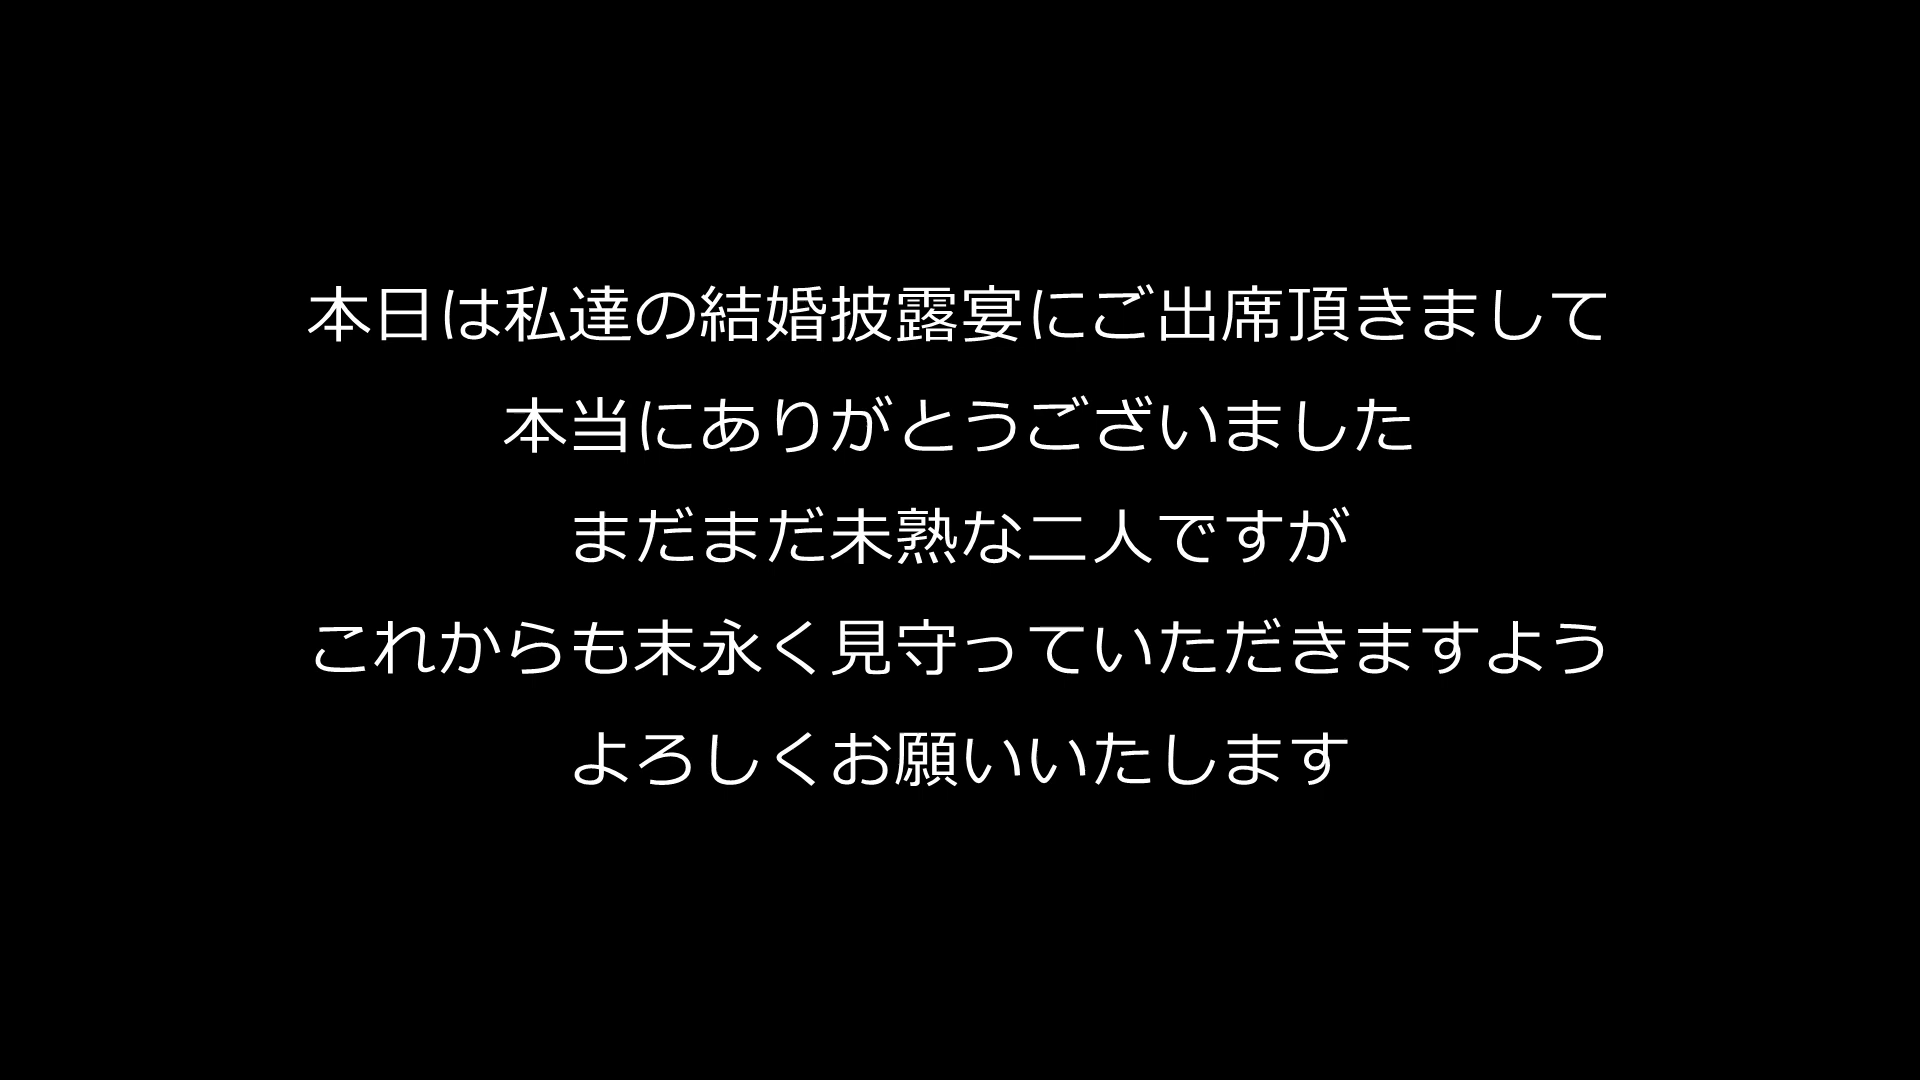 本日は私達の結婚披露宴にご出席頂きまして
本当にありがとうございました
まだまだ未熟な二人ですが
これからも末永く見守っていただきますよう
よろしくお願いいたします